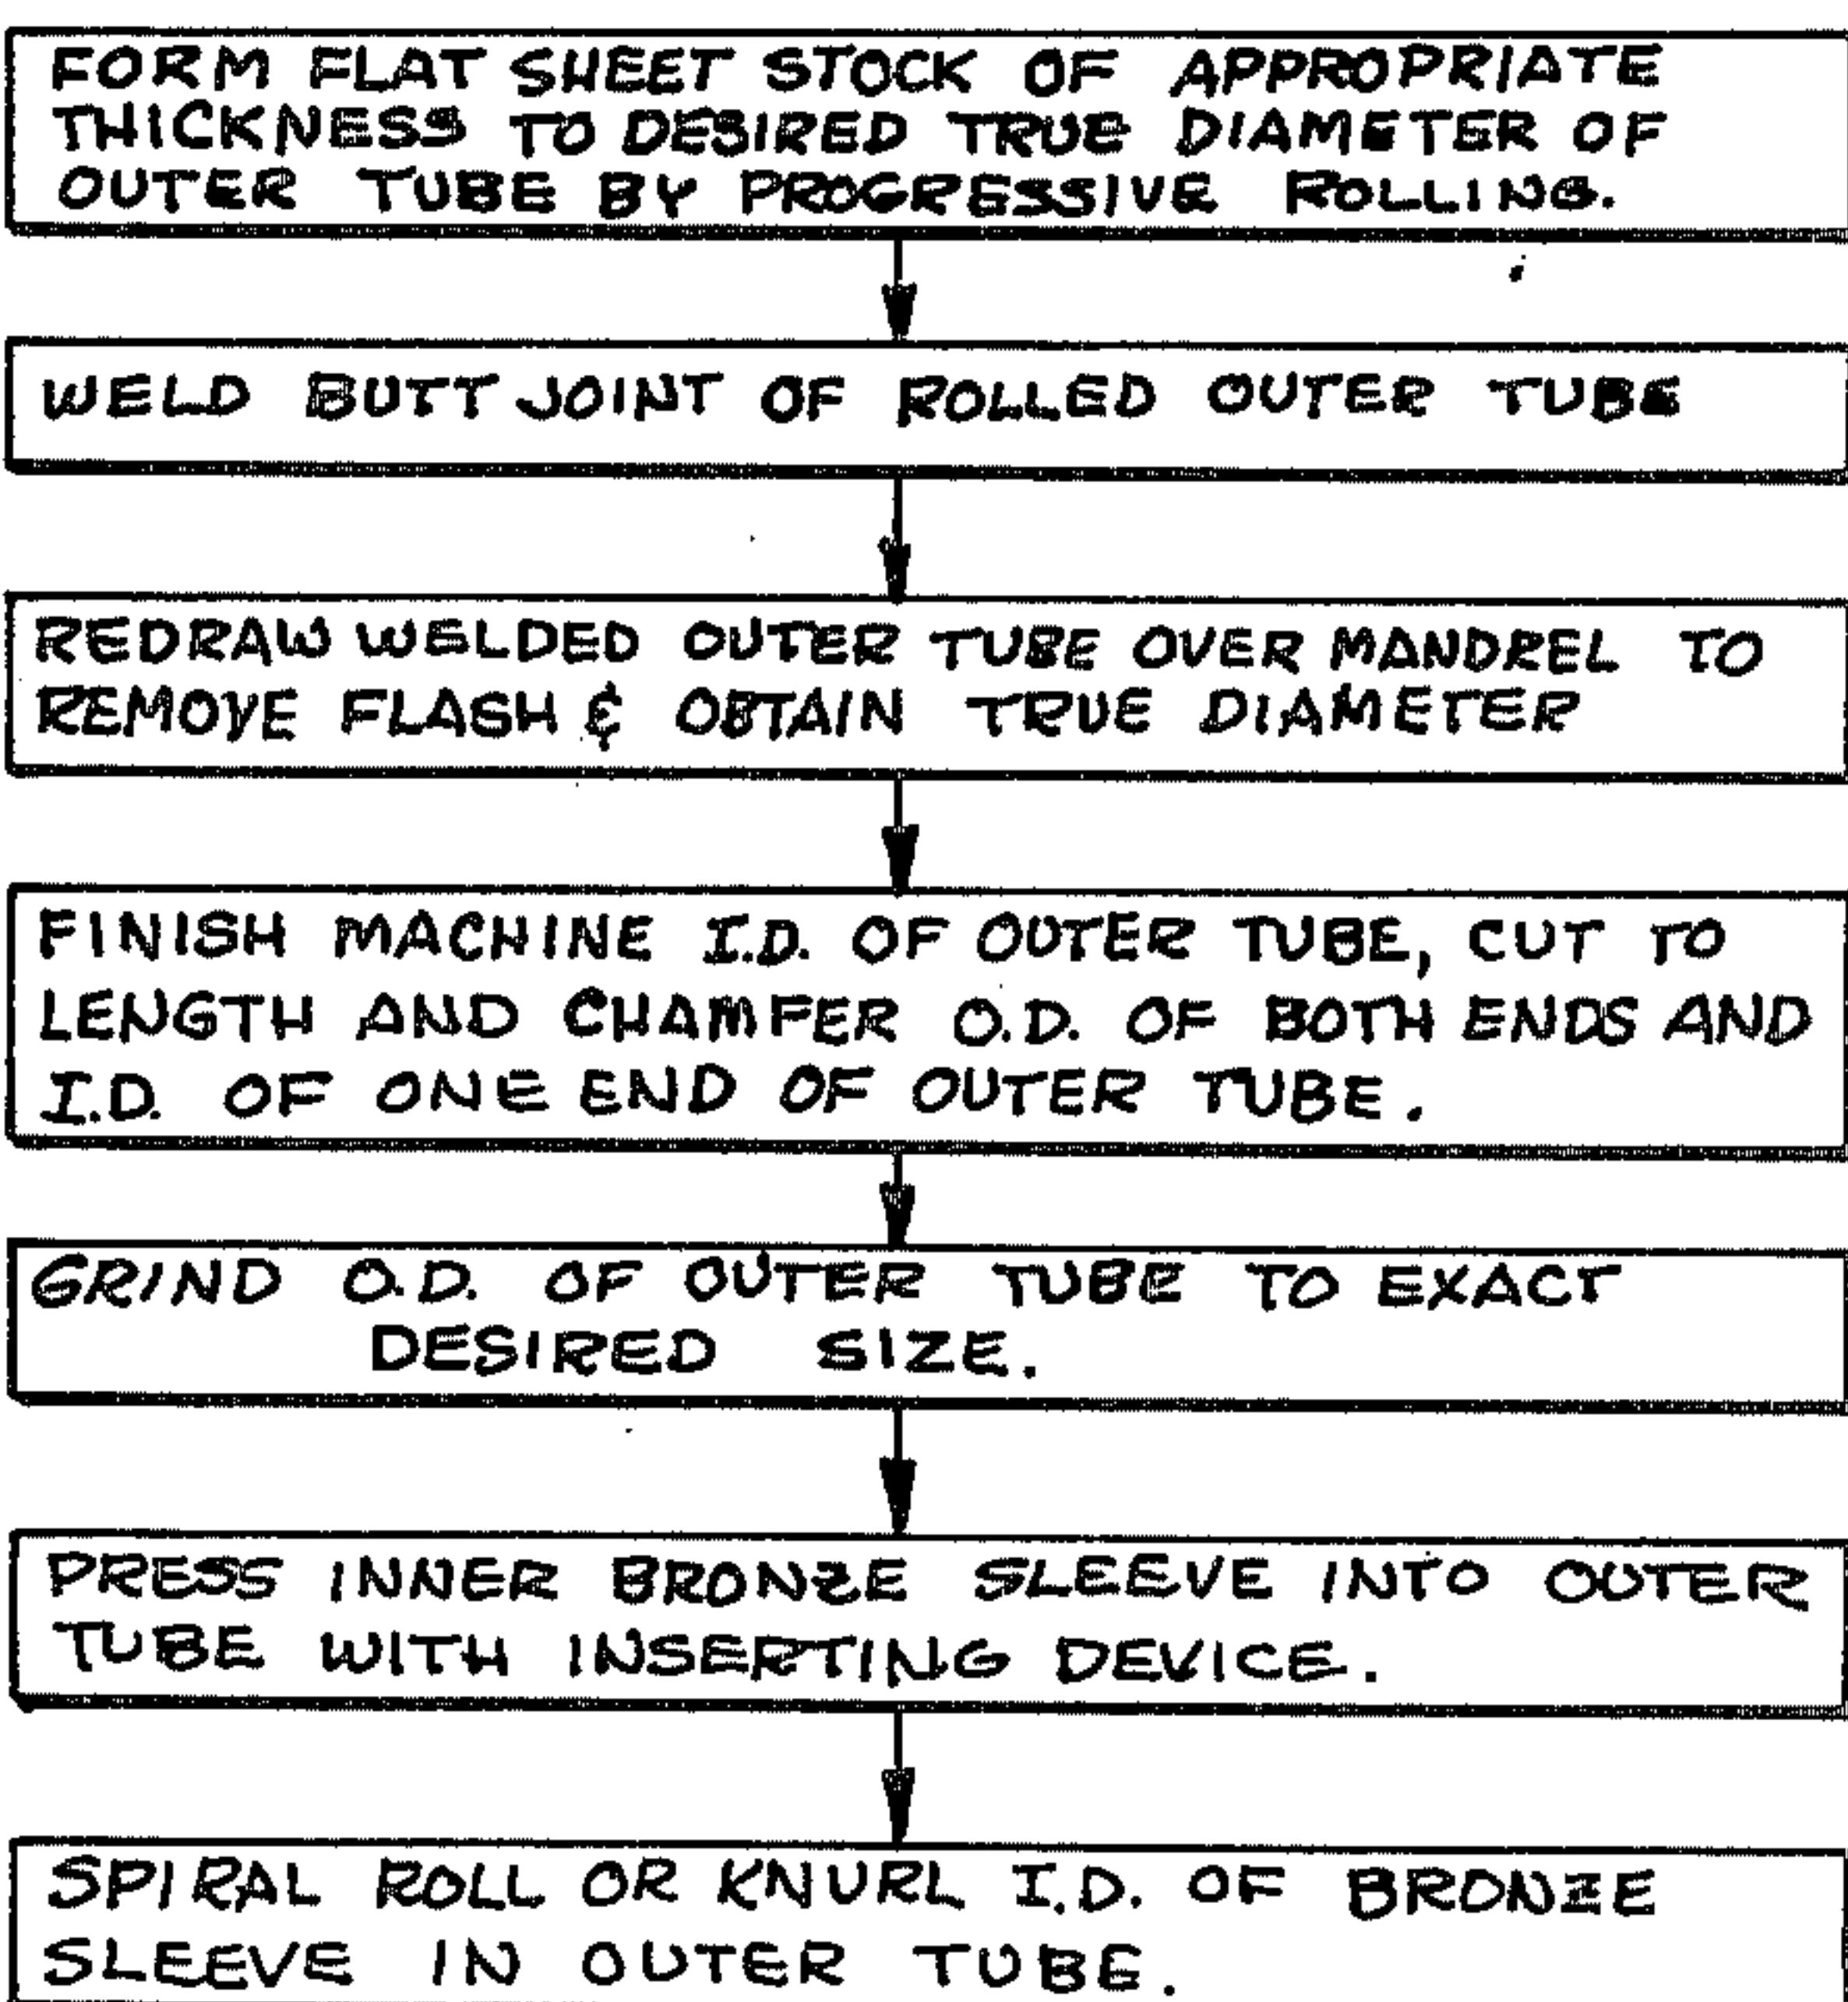 FORM FLAT SHEET STOCK OF APPROPRIATE
THICKNESS TO DESIRED TRUE DIAMETER OF
OUTER TUBE BY PROGRESSIVE ROLLING.
WELD BUTT JOINT OF ROLLED OUTER TUBE
REDRAW WELDED OUTER TUBE OVER MANDREL TO
REMOVE FLASH & OBTAIN TRUE DIAMETER
FINISH MACHINE I.D. OF OUTER TUBE, CUT TO
LENGTH AND CHAMFER O.D. OF BOTH ENDS AND
I.D. OF ONE END OF OUTER TUBE.
GRIND O.D. OF OUTER TUBE TO EXACT
DESIRED SIZE.
PRESS INNER BRONZE SLEEVE INTO OUTER
TUBE WITH INSERTING DEVICE.
SPIRAL ROLL OR KNURL I.D. OF BRONZE
SLEEVE IN OUTER TUBE.